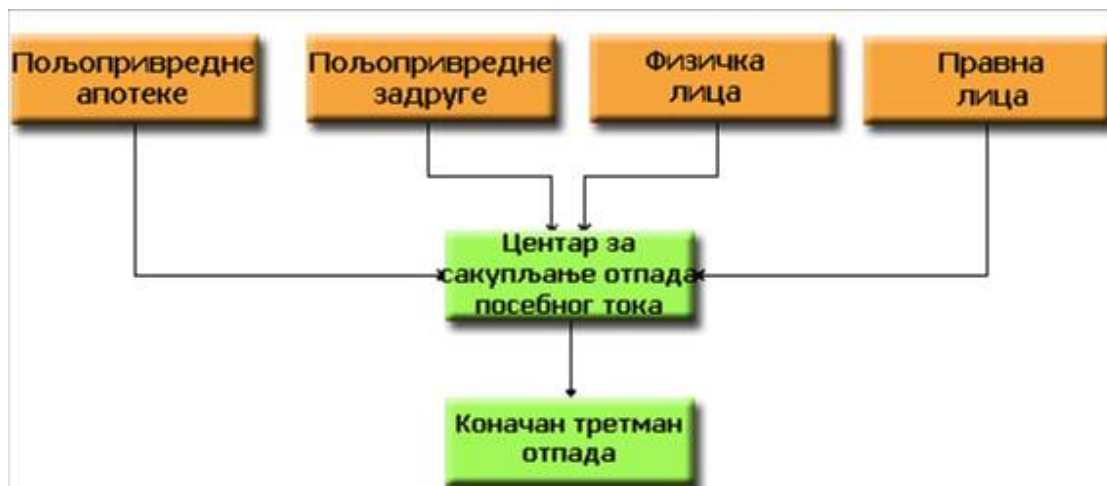 Пољопривредне
апотеке
Пољопривредне
задруге
Физичка
лица
Правна
лица
Центар за
сакупљање отпада
посебног тока
Коначан третман
отпада